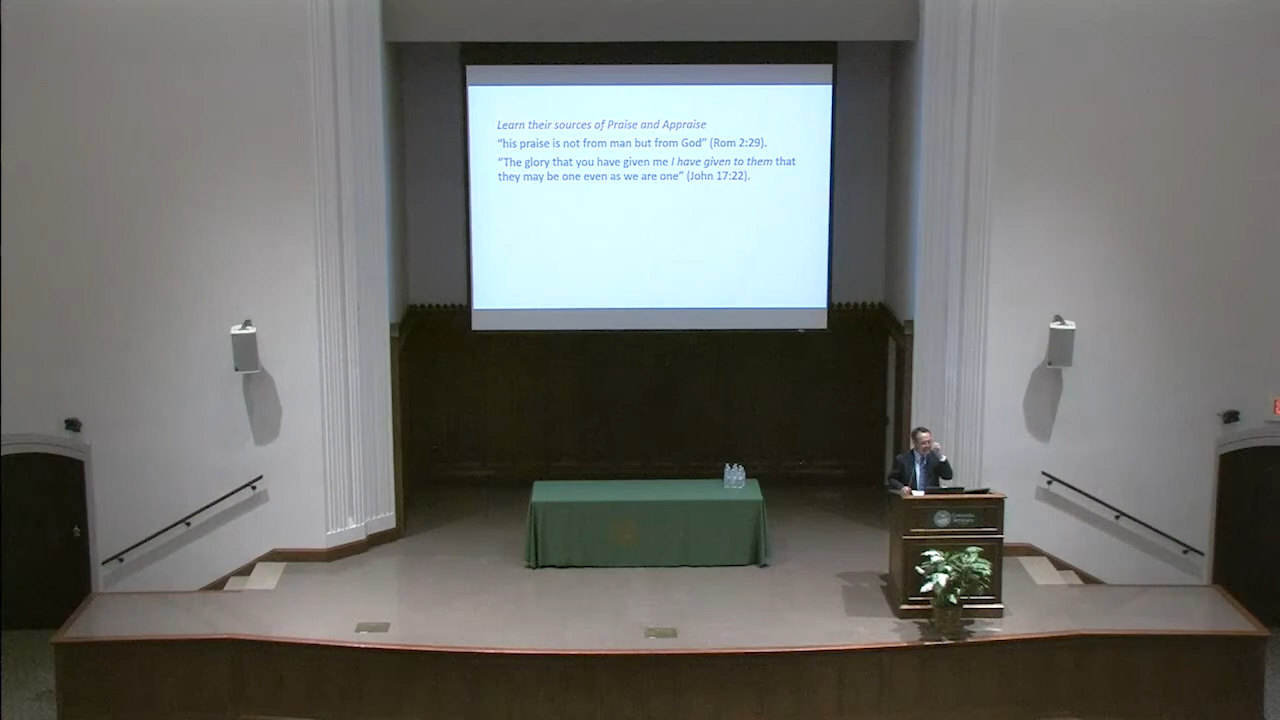 Learn their sources of Praise and Appraise
“his praise is not from man but from God” (Rom 2:29).
“The glory that you have given me I have given to them that
they may be one even as we are one” (John 17:22).
Concordia
Seminary